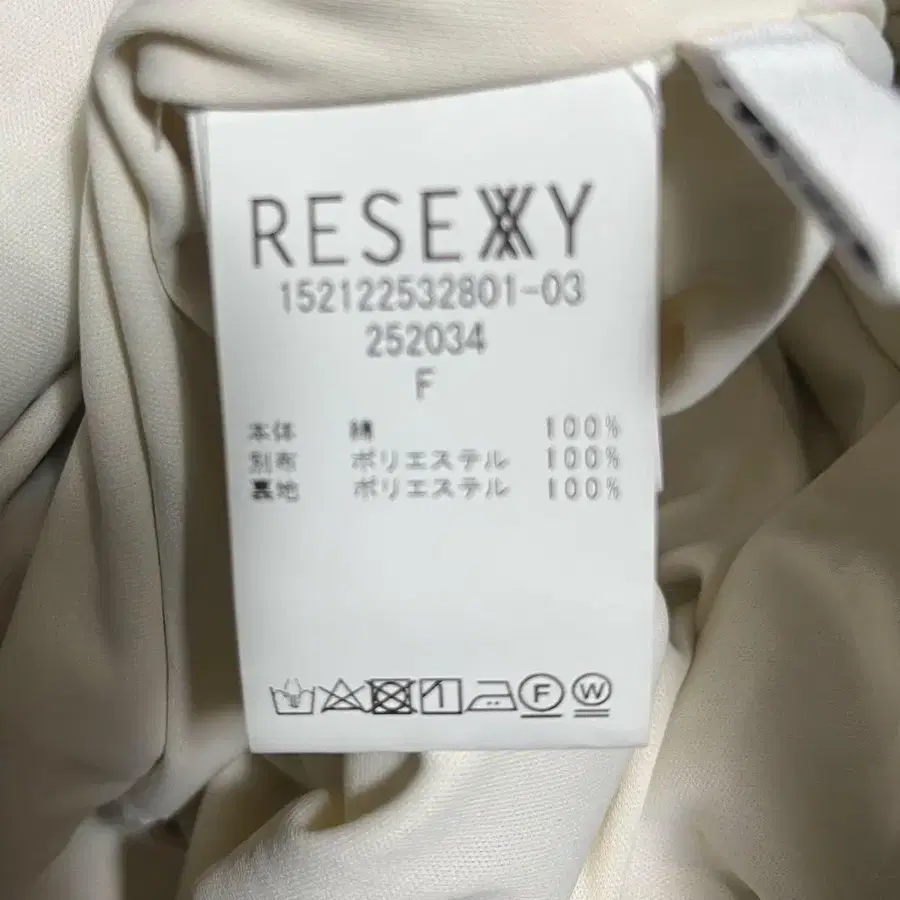 RESEXXY
152122532801-03
252034
F
本体 綿 100%
別布 ポリエステル 100%
裏地 ポリエステル 100%
F W